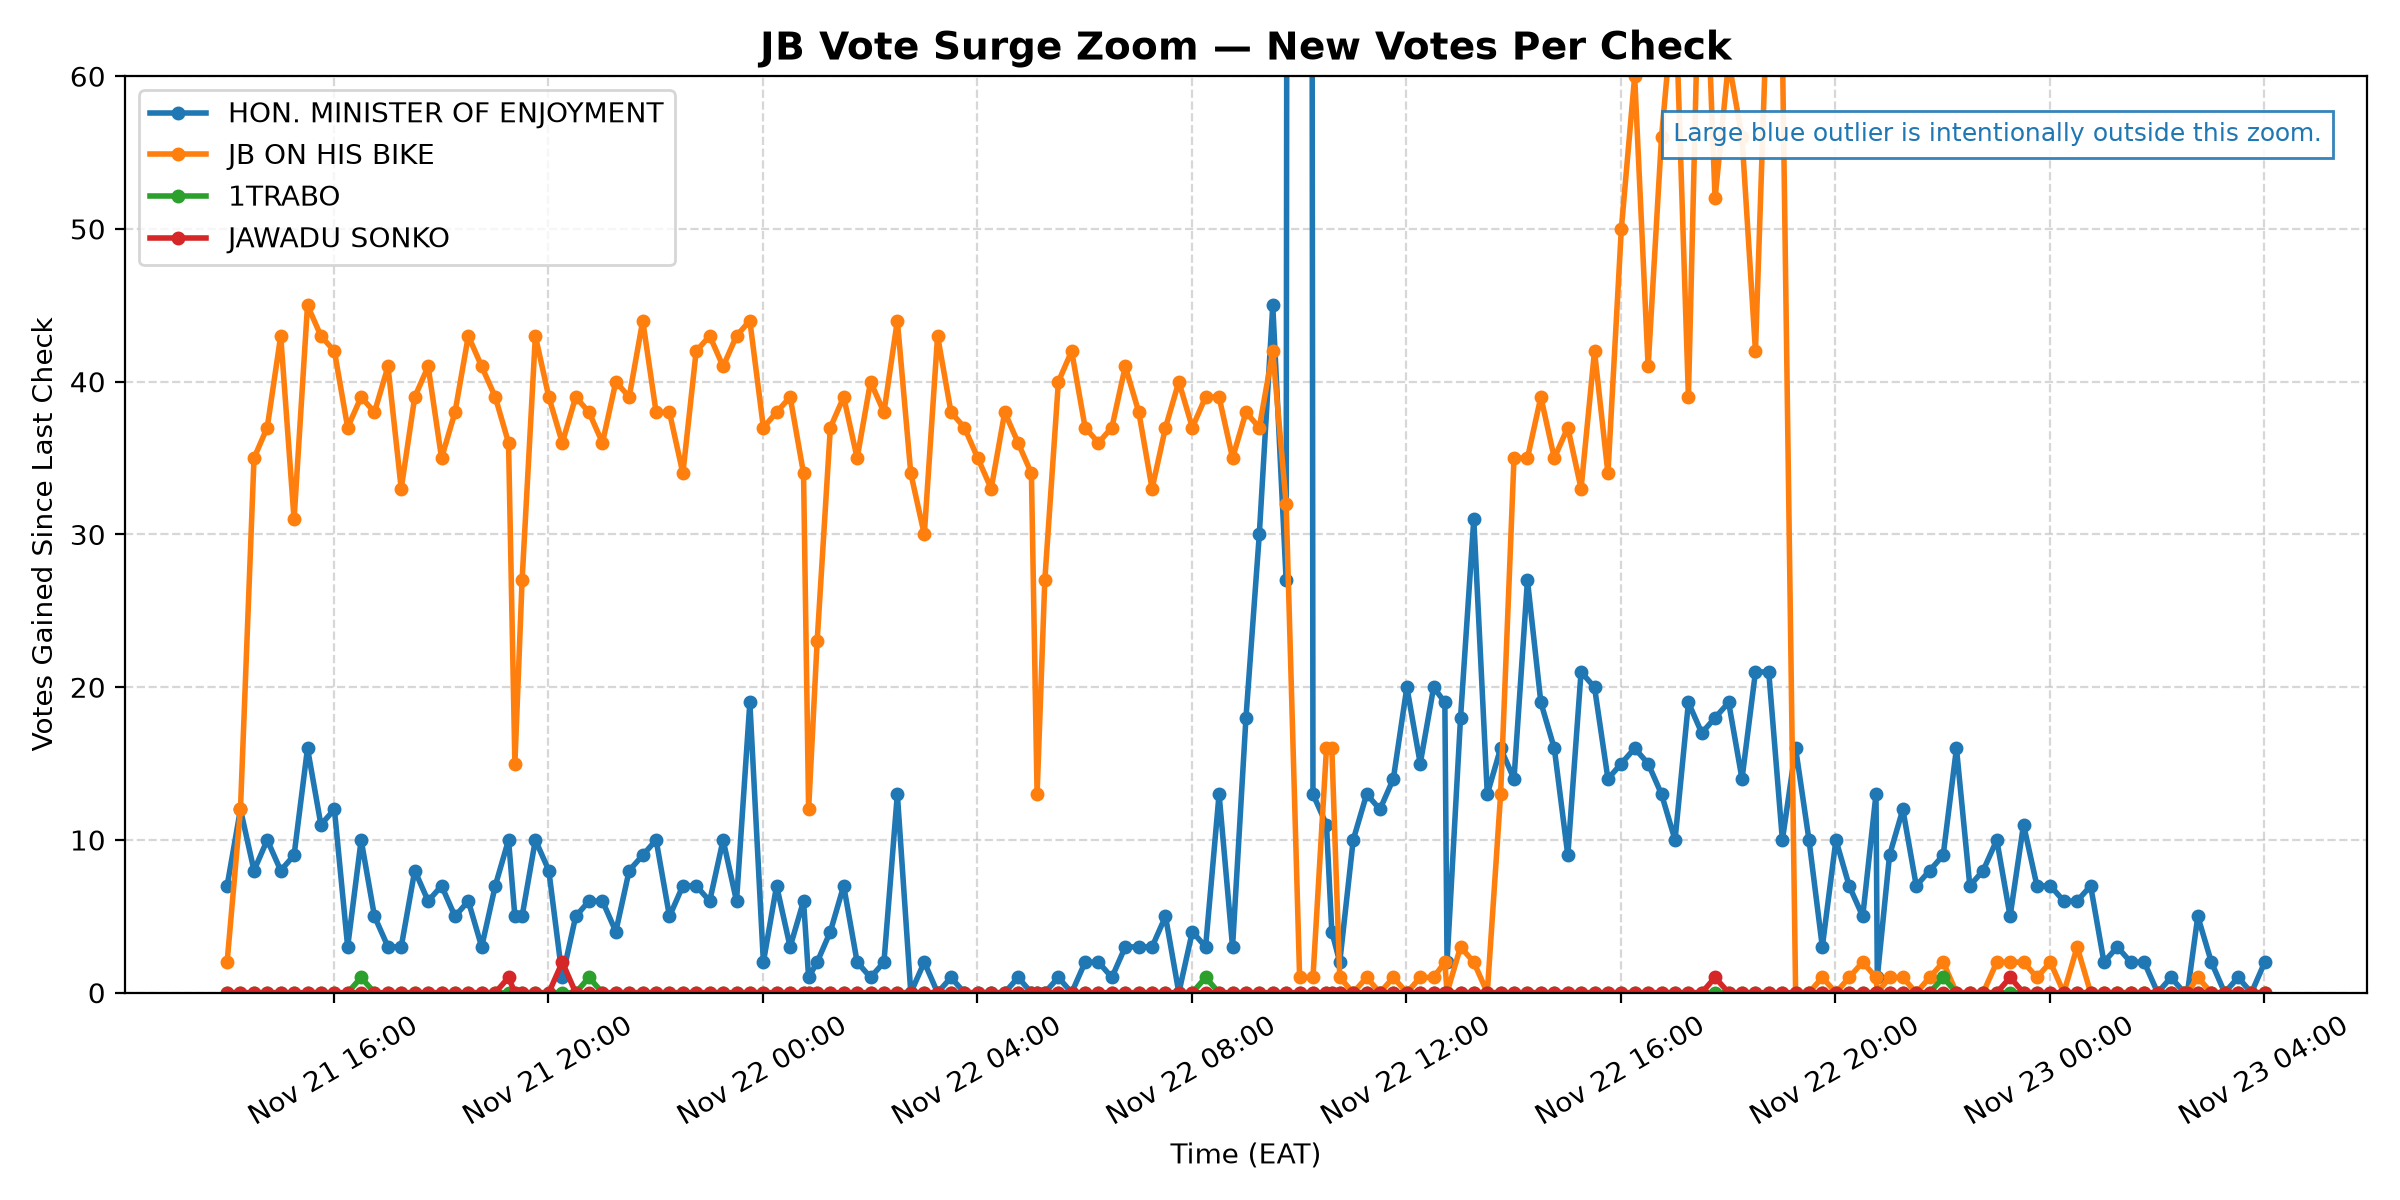 JB Vote Surge Zoom — New Votes Per Check
60
50
40
30
20
10
0
Votes Gained Since Last Check
HON. MINISTER OF ENJOYMENT
JB ON HIS BIKE
1TRABO
JAWADU SONKO
Large blue outlier is intentionally outside this zoom.
Nov 21 16:00
Nov 21 20:00
Nov 22 00:00
Nov 22 04:00
Nov 22 08:00
Nov 22 12:00
Nov 22 16:00
Nov 22 20:00
Nov 23 00:00
Nov 23 04:00
Time (EAT)